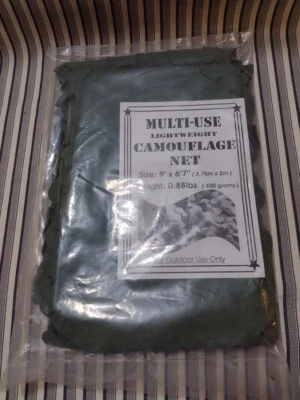 MULTI-USE
LIGHTWEIGHT
CAMOUFLAGE
NET
Size: 9' x 6'7" ( 2.75m x 2m )
Weight: 0.88lbs ( 400 grams )
Outdoor Use Only